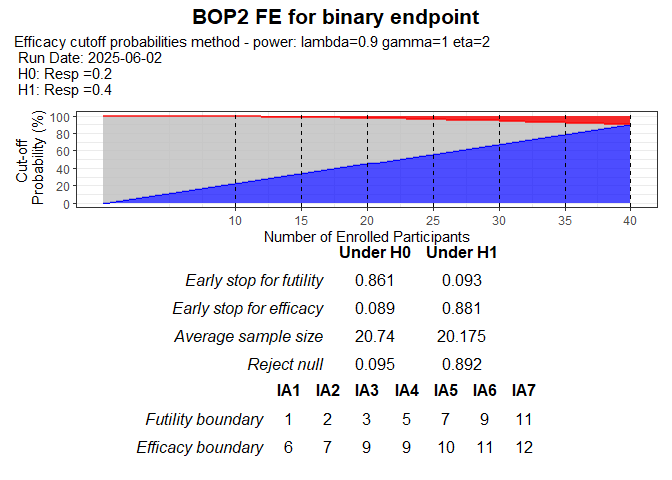 BOP2 FE for binary endpoint
Efficacy cutoff probabilities method - power: lambda=0.9 gamma=1 eta=2
Run Date: 2025-06-02
H0: Resp =0.2
H1: Resp =0.4
Cut-off
Probability (%)
100
80
60
40
20
0
10 15 20 25 30 35 40
Number of Enrolled Participants
Under H0 Under H1
Early stop for futility 0.861 0.093
Early stop for efficacy 0.089 0.881
Average sample size 20.74 20.175
Reject null 0.095 0.892
IA1 IA2 IA3 IA4 IA5 IA6 IA7
Futility boundary 1 2 3 5 7 9 11
Efficacy boundary 6 7 9 9 10 11 12